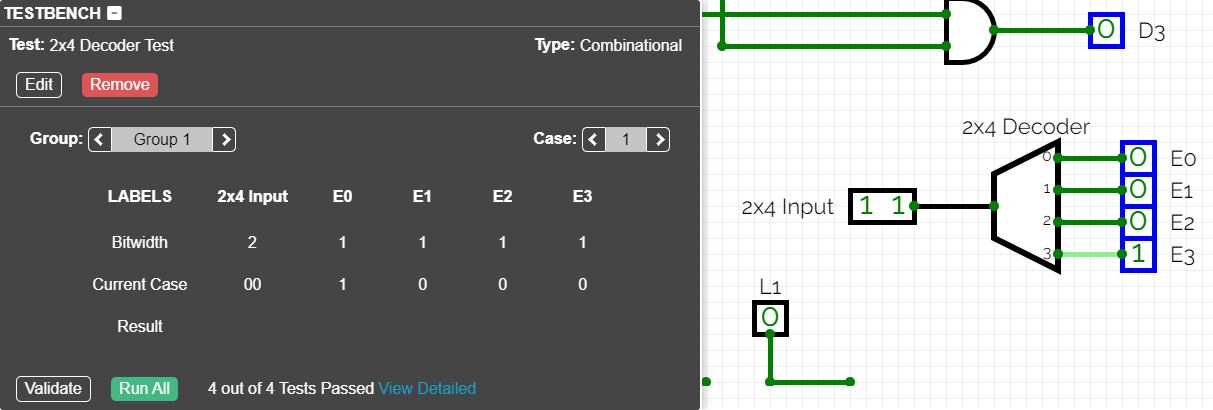 TESTBENCH
Test: 2x4 Decoder Test
Type: Combinational
Edit
Remove
Group: < Group 1 >
Case: < 1 >
LABELS 2x4 Input E0 E1 E2 E3
Bitwidth 2 1 1 1 1
Current Case 00 1 0 0 0
Result
Validate
Run All
4 out of 4 Tests Passed View Detailed
0 D3
2x4 Decoder
2x4 Input
1 1
0 0 E0
1 0 E1
2 0 E2
3 1 E3
L1
0